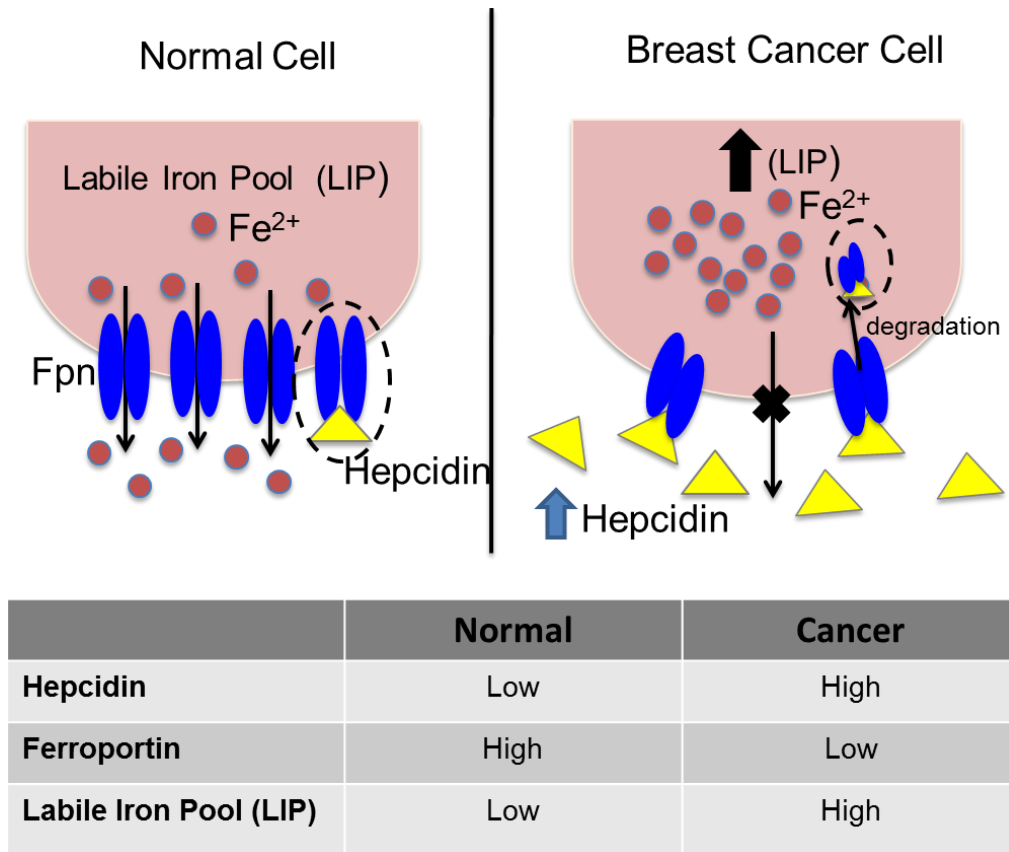 Normal Cell
Labile Iron Pool (LIP)
Fe²⁺
Fpn
Hepcidin
Breast Cancer Cell
(LIP)
Fe²⁺
degradation
Hepcidin
Normal Cancer
Hepcidin Low High
Ferroportin High Low
Labile Iron Pool (LIP) Low High